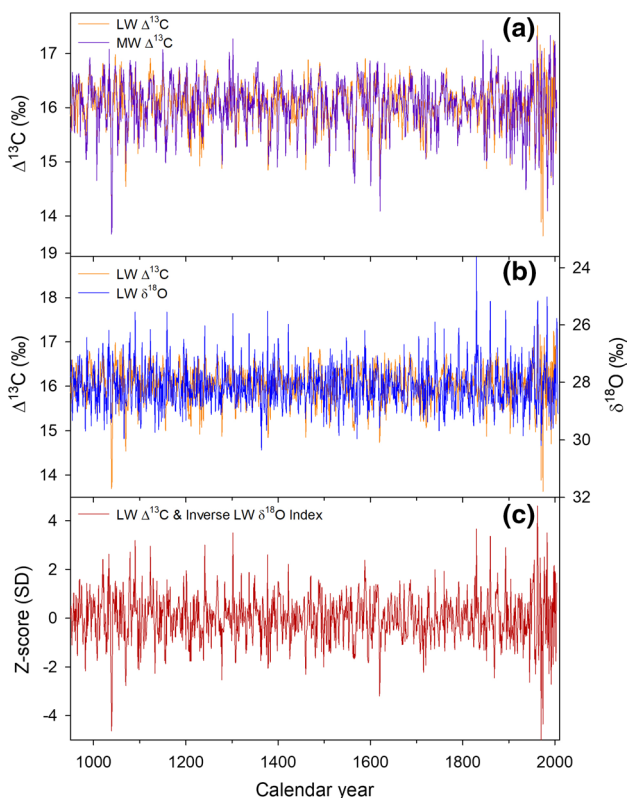 LW Δ¹³C
MW Δ¹³C
(a)
17
16
15
14
Δ¹³C (‰)
19
LW Δ¹³C
LW δ¹⁸O
(b)
18
17
16
15
14
Δ¹³C (‰)
24
26
28
30
32
δ¹⁸O (‰)
LW Δ¹³C & Inverse LW δ¹⁸O Index
(c)
4
2
0
-2
-4
Z-score (SD)
1000 1200 1400 1600 1800 2000
Calendar year